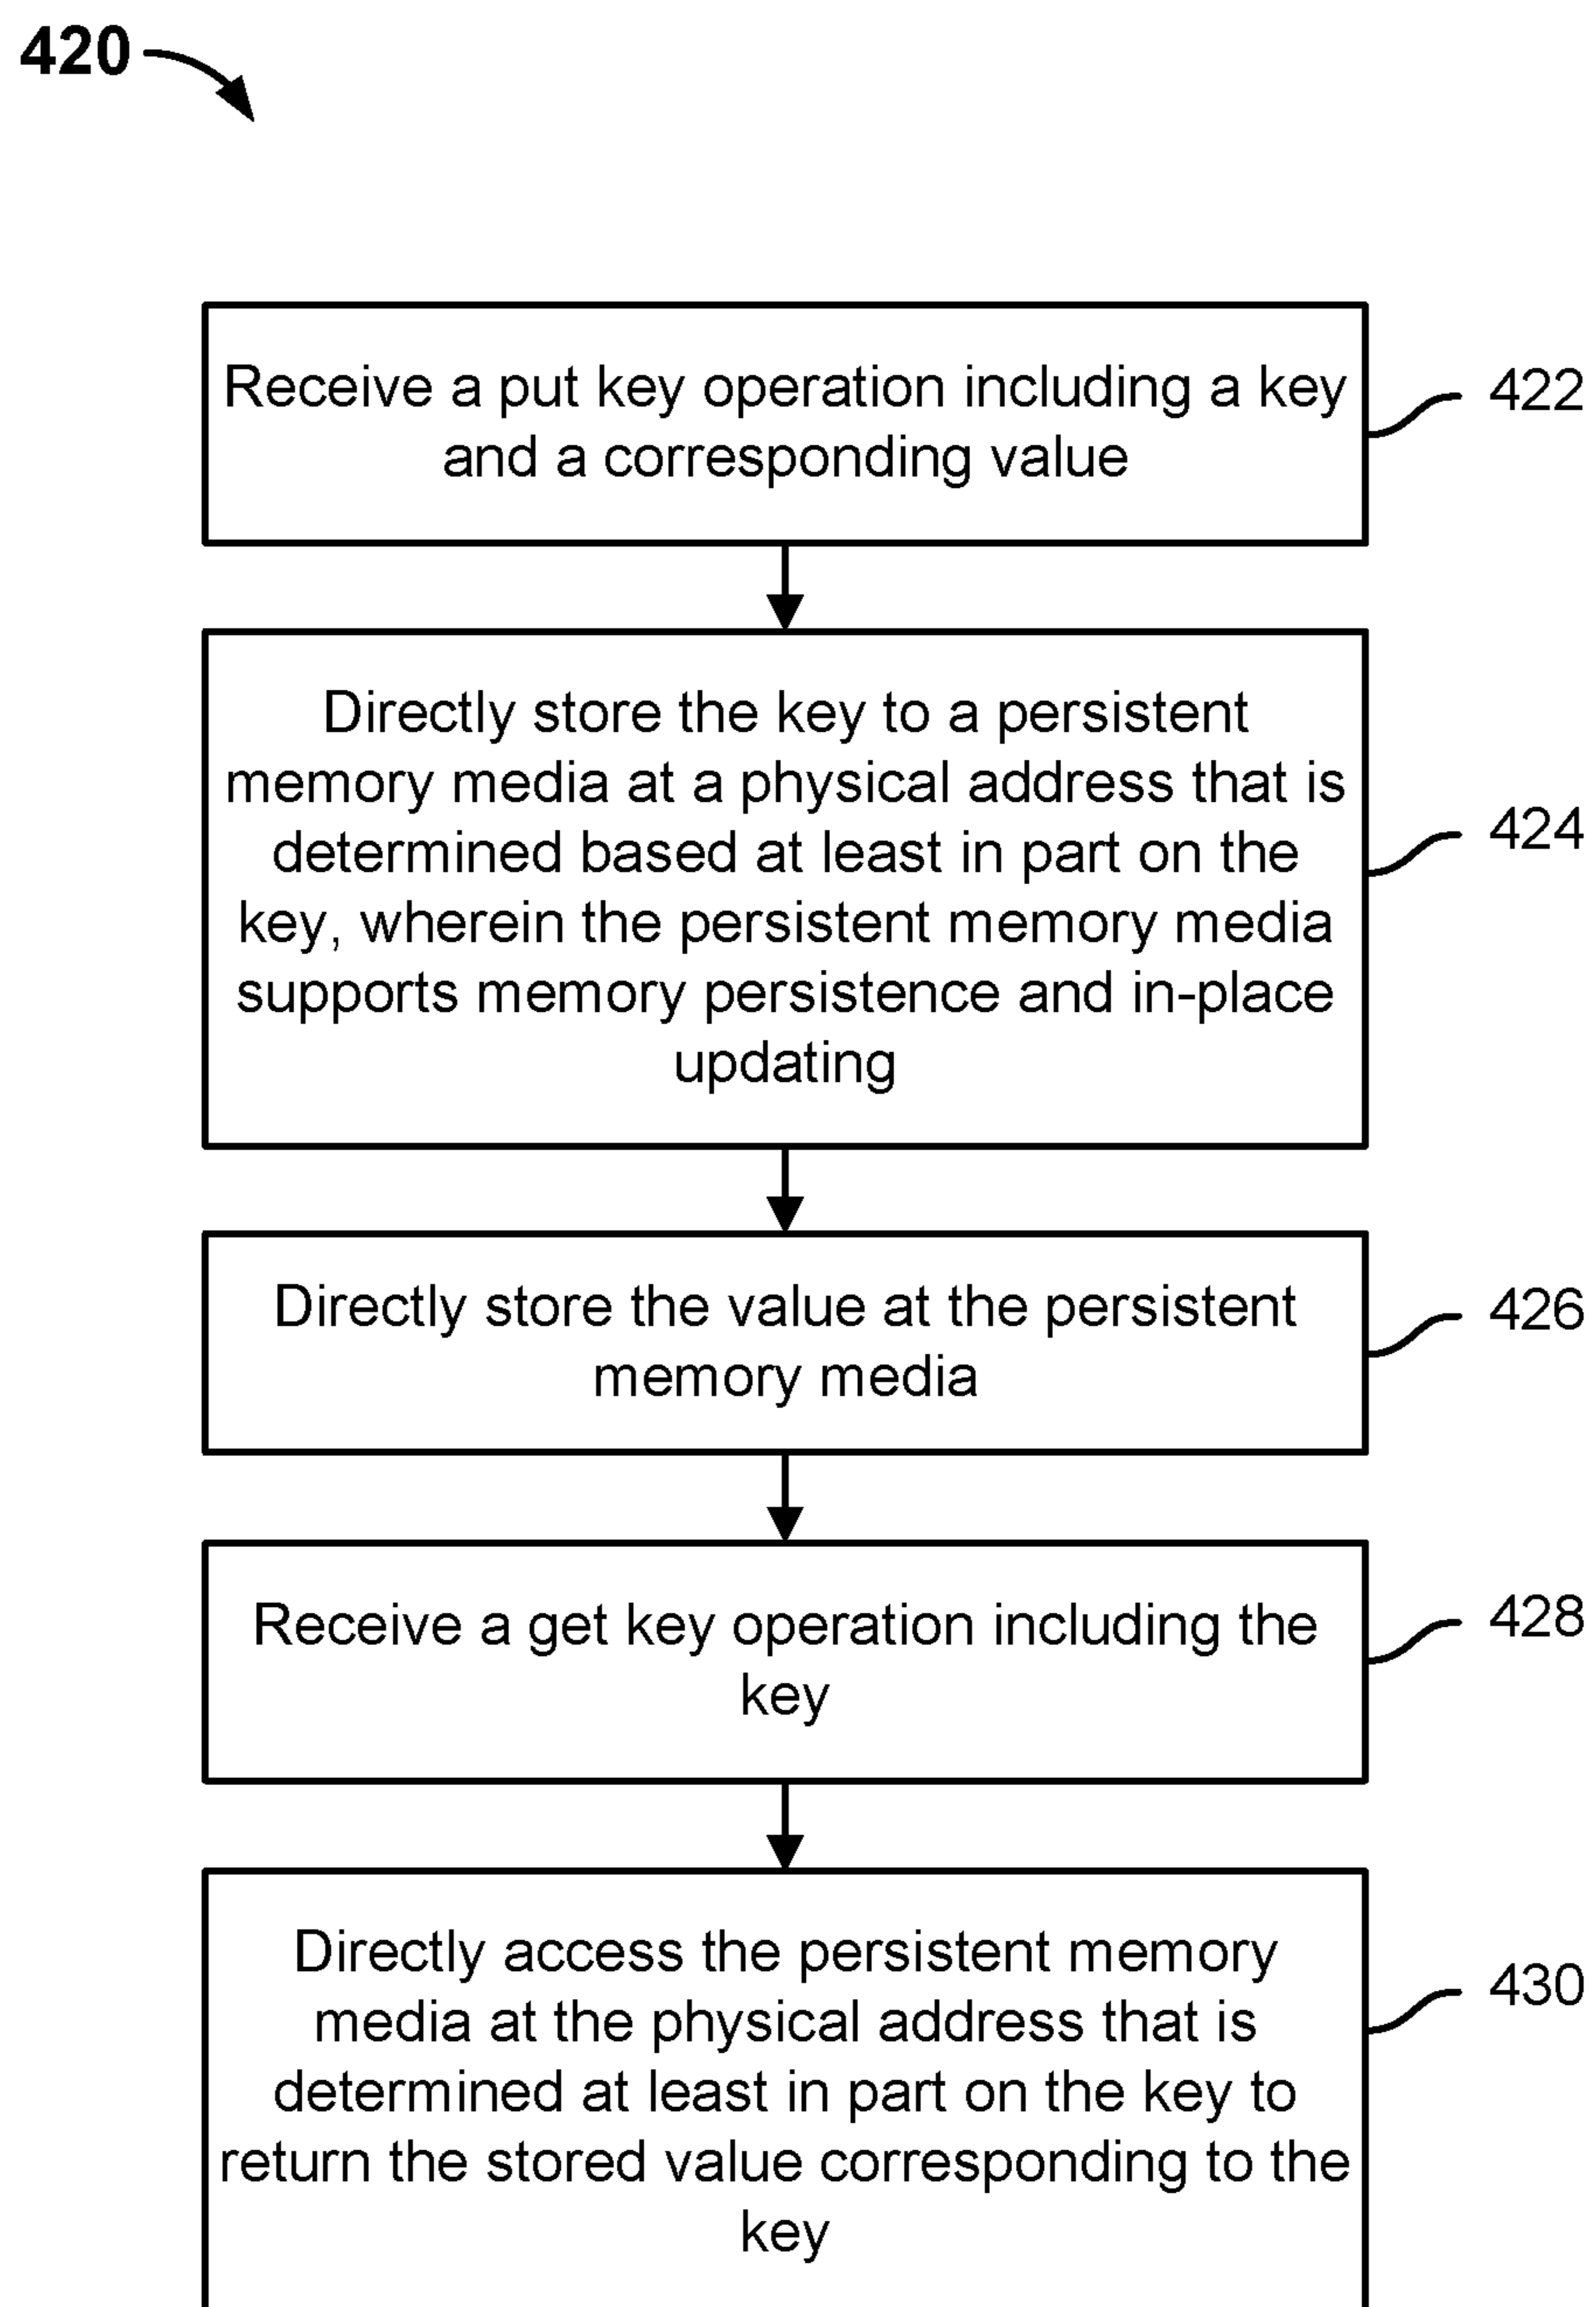 420
Receive a put key operation including a key
and a corresponding value
422
Directly store the key to a persistent
memory media at a physical address that is
determined based at least in part on the
key, wherein the persistent memory media
supports memory persistence and in-place
updating
424
Directly store the value at the persistent
memory media
426
Receive a get key operation including the
key
428
Directly access the persistent memory
media at the physical address that is
determined at least in part on the key to
return the stored value corresponding to the
key
430